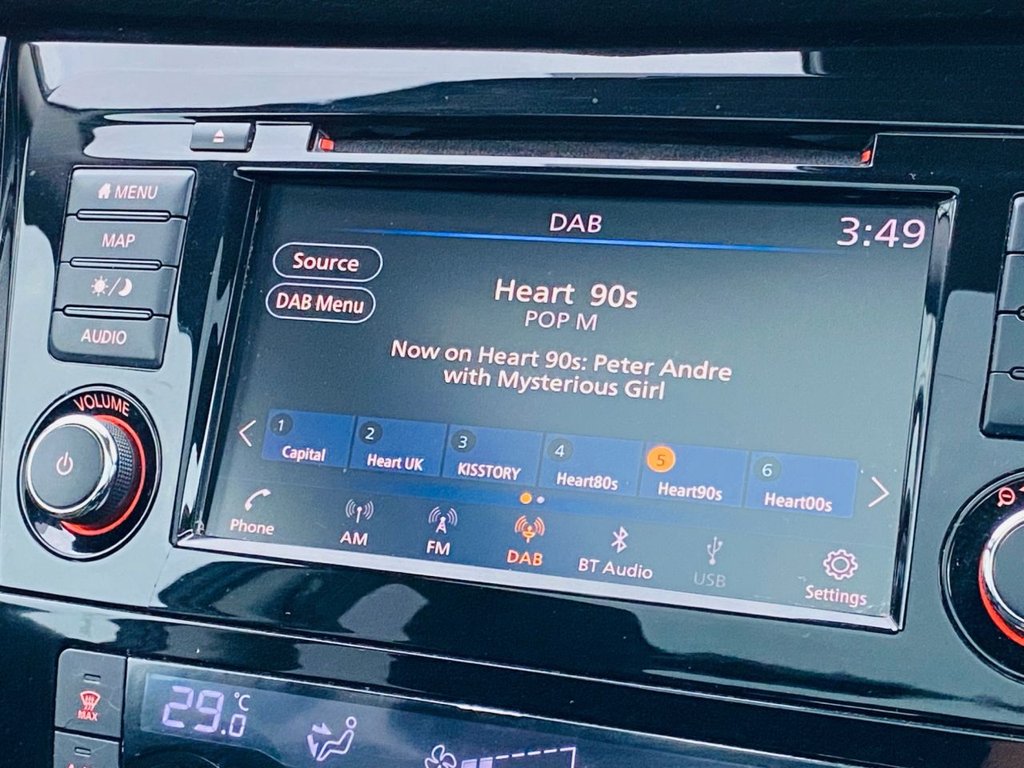 MENU
MAP
AUDIO
VOLUME
DAB
3:49
Source
DAB Menu
Heart 90s
POP M
Now on Heart 90s: Peter Andre
with Mysterious Girl
1 Capital
2 Heart UK
3 KISSTORY
4 Heart80s
5 Heart90s
6 Heart00s
Phone
AM
FM
DAB
BT Audio
USB
Settings
MAX
29.0 °C